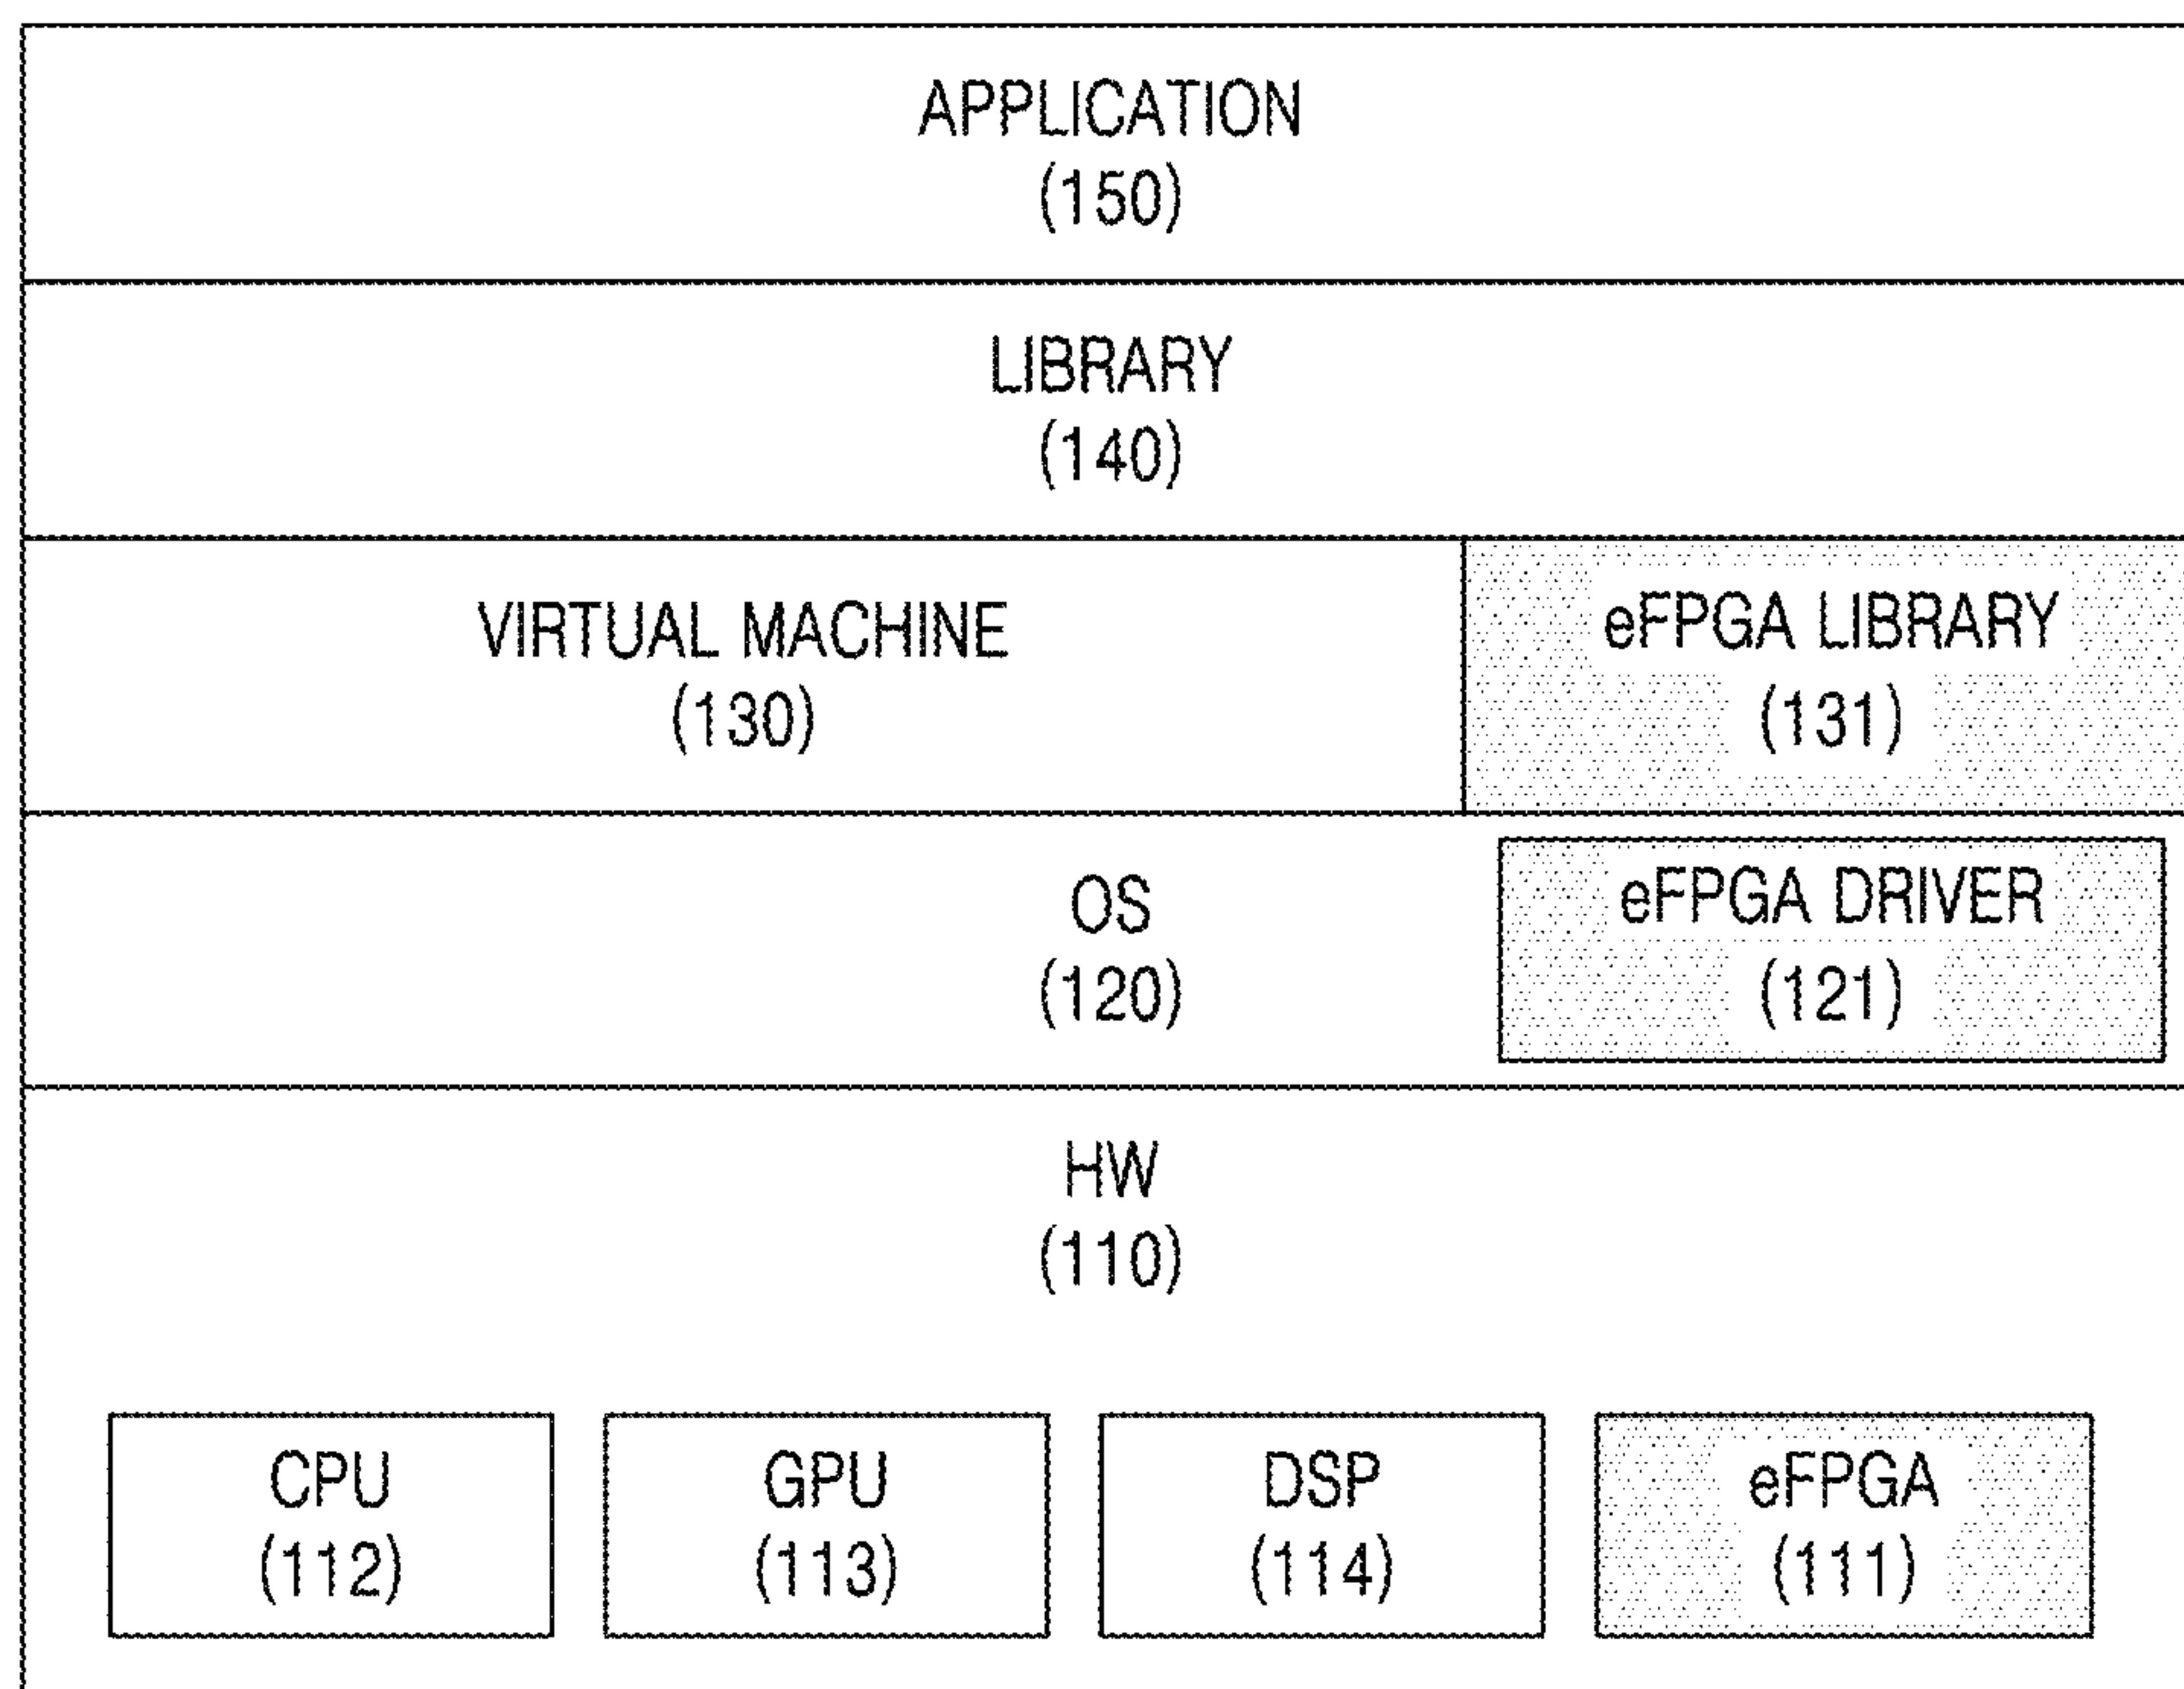 APPLICATION
(150)
LIBRARY
(140)
VIRTUAL MACHINE
(130)
eFPGA LIBRARY
(131)
OS
(120)
eFPGA DRIVER
(121)
HW
(110)
CPU
(112)
GPU
(113)
DSP
(114)
eFPGA
(111)